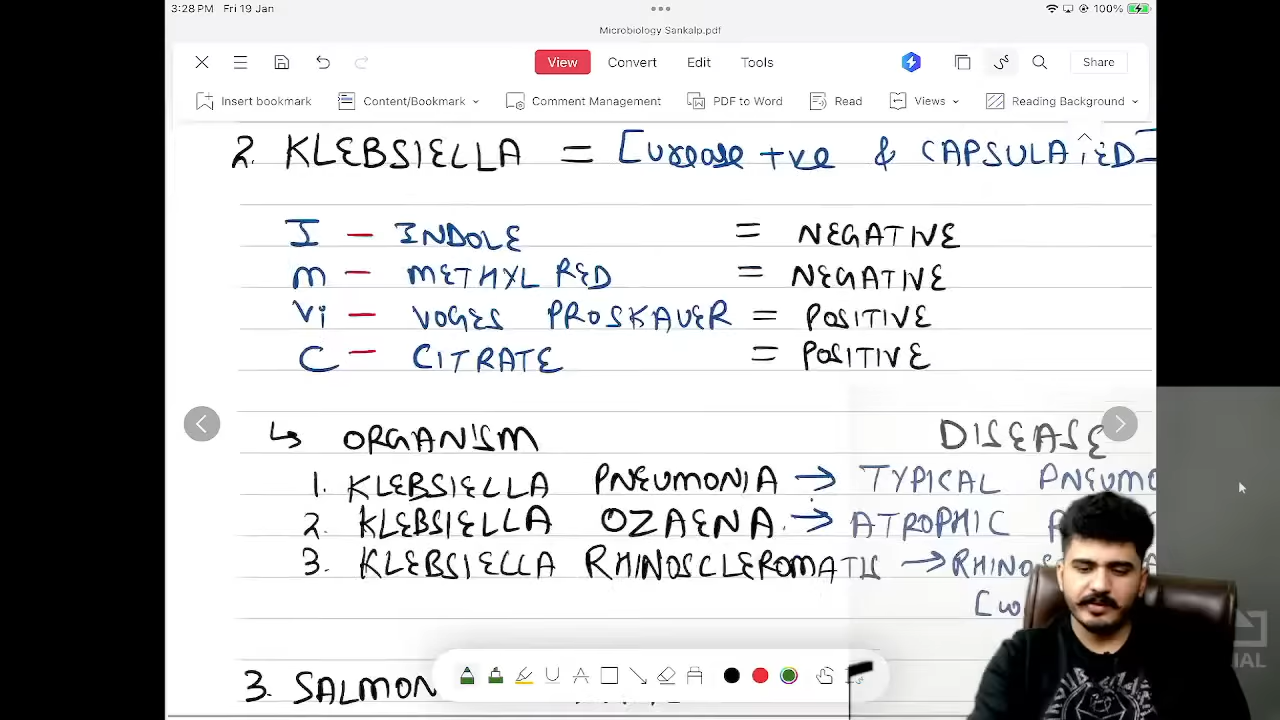 3:28 PM Fri 19 Jan
100%
Microbiology Sankalp.pdf
View Convert Edit Tools Share
Insert bookmark Content/Bookmark Comment Management PDF to Word Read Views Reading Background
2. KLEBSIELLA = [urease +ve & CAPSULATED]
I - INDOLE = NEGATIVE
M - METHYL RED = NEGATIVE
Vi - VOGES PROSKAUER = POSITIVE
C - CITRATE = POSITIVE
↳ ORGANISM DISEASE
1. KLEBSIELLA PNEUMONIA → TYPICAL PNEUMO
2. KLEBSIELLA OZAENA → ATROPHIC
3. KLEBSIELLA RHINOSCLEROMATIS → RHINOS
3. SALMON